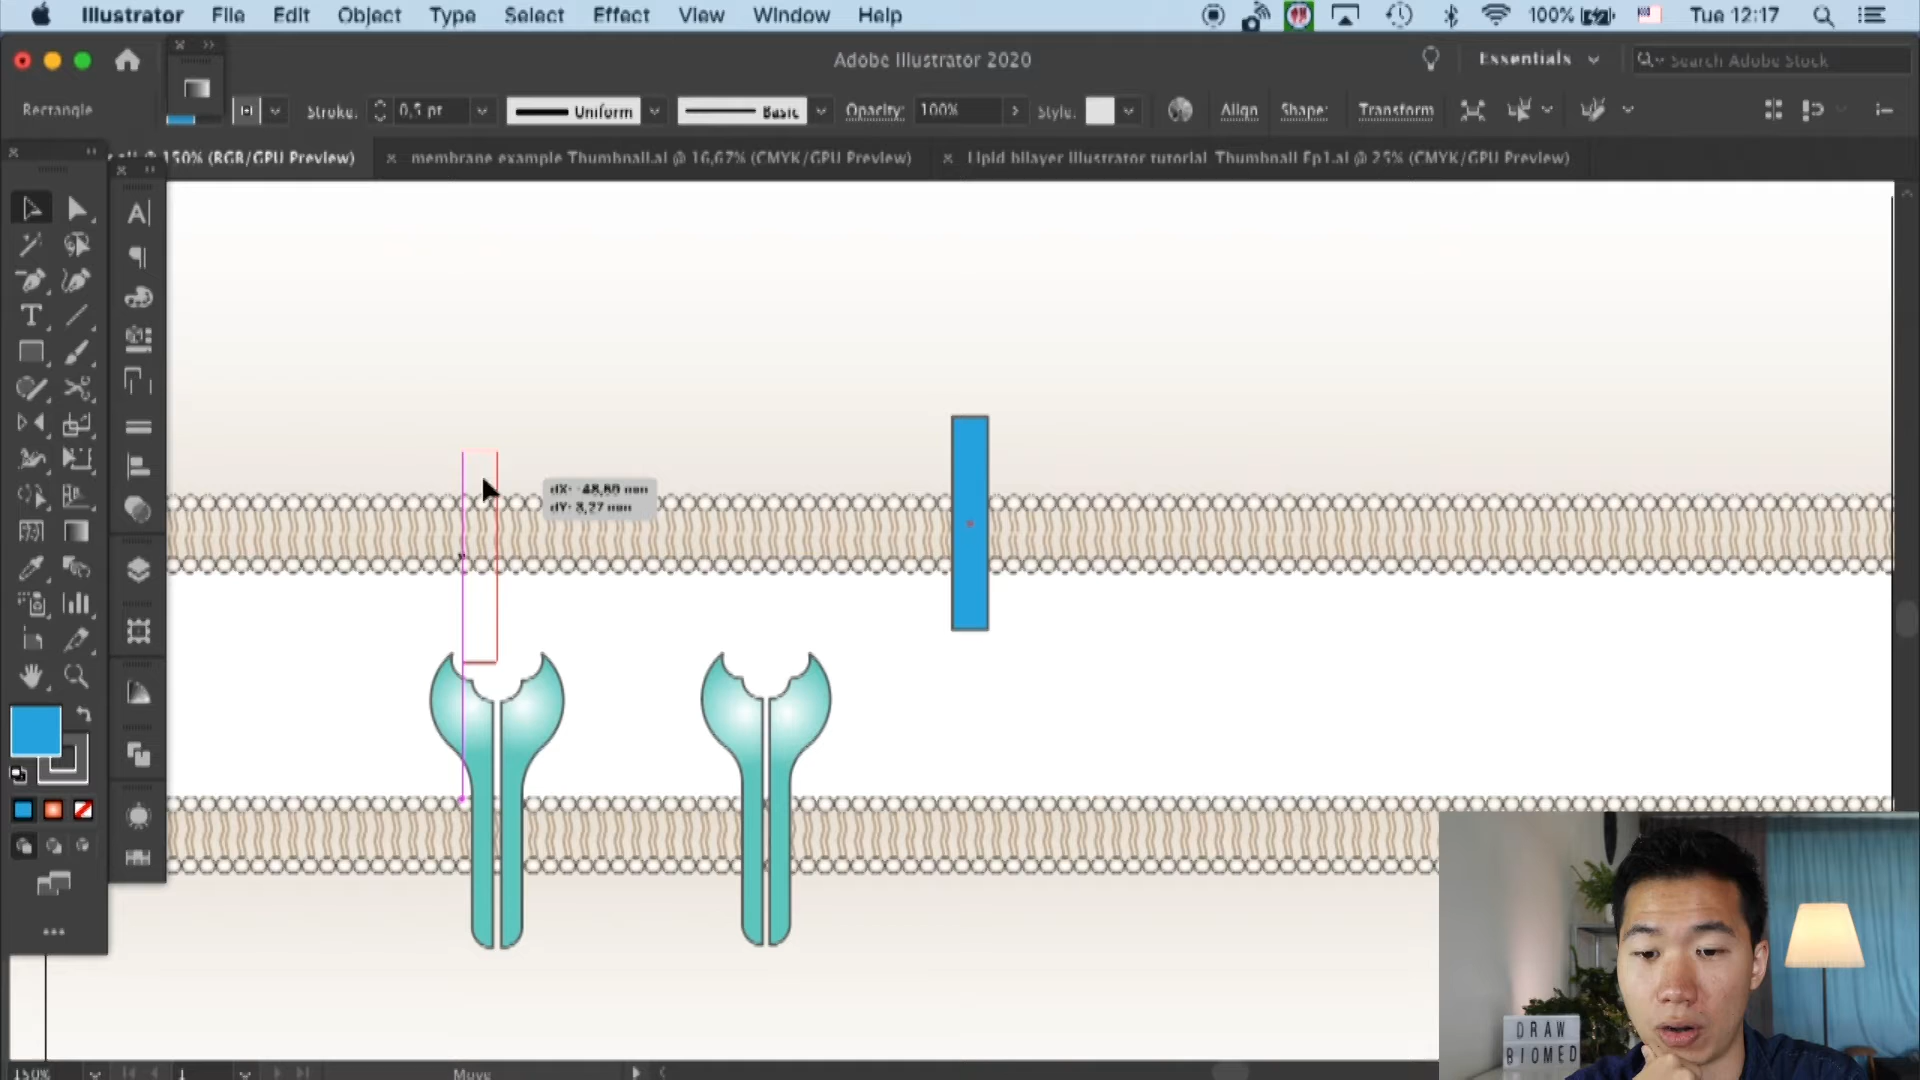 Illustrator File Edit Object Type Select Effect View Window Help
100% Tue 12:17
Adobe Illustrator 2020
Essentials
Search Adobe Stock
Rectangle
Stroke: 0,5 pt Uniform Basic Opacity: 100% Style: Align Shape: Transform
@ 150% (RGB/GPU Preview)
membrane example Thumbnail.ai @ 16,67% (CMYK/GPU Preview)
Lipid bilayer Illustrator tutorial Thumbnail Ep1.ai @ 25% (CMYK/GPU Preview)
dX: -48,68 mm
dY: 3,27 mm
DRAW
BIOMED
150%
1
Move